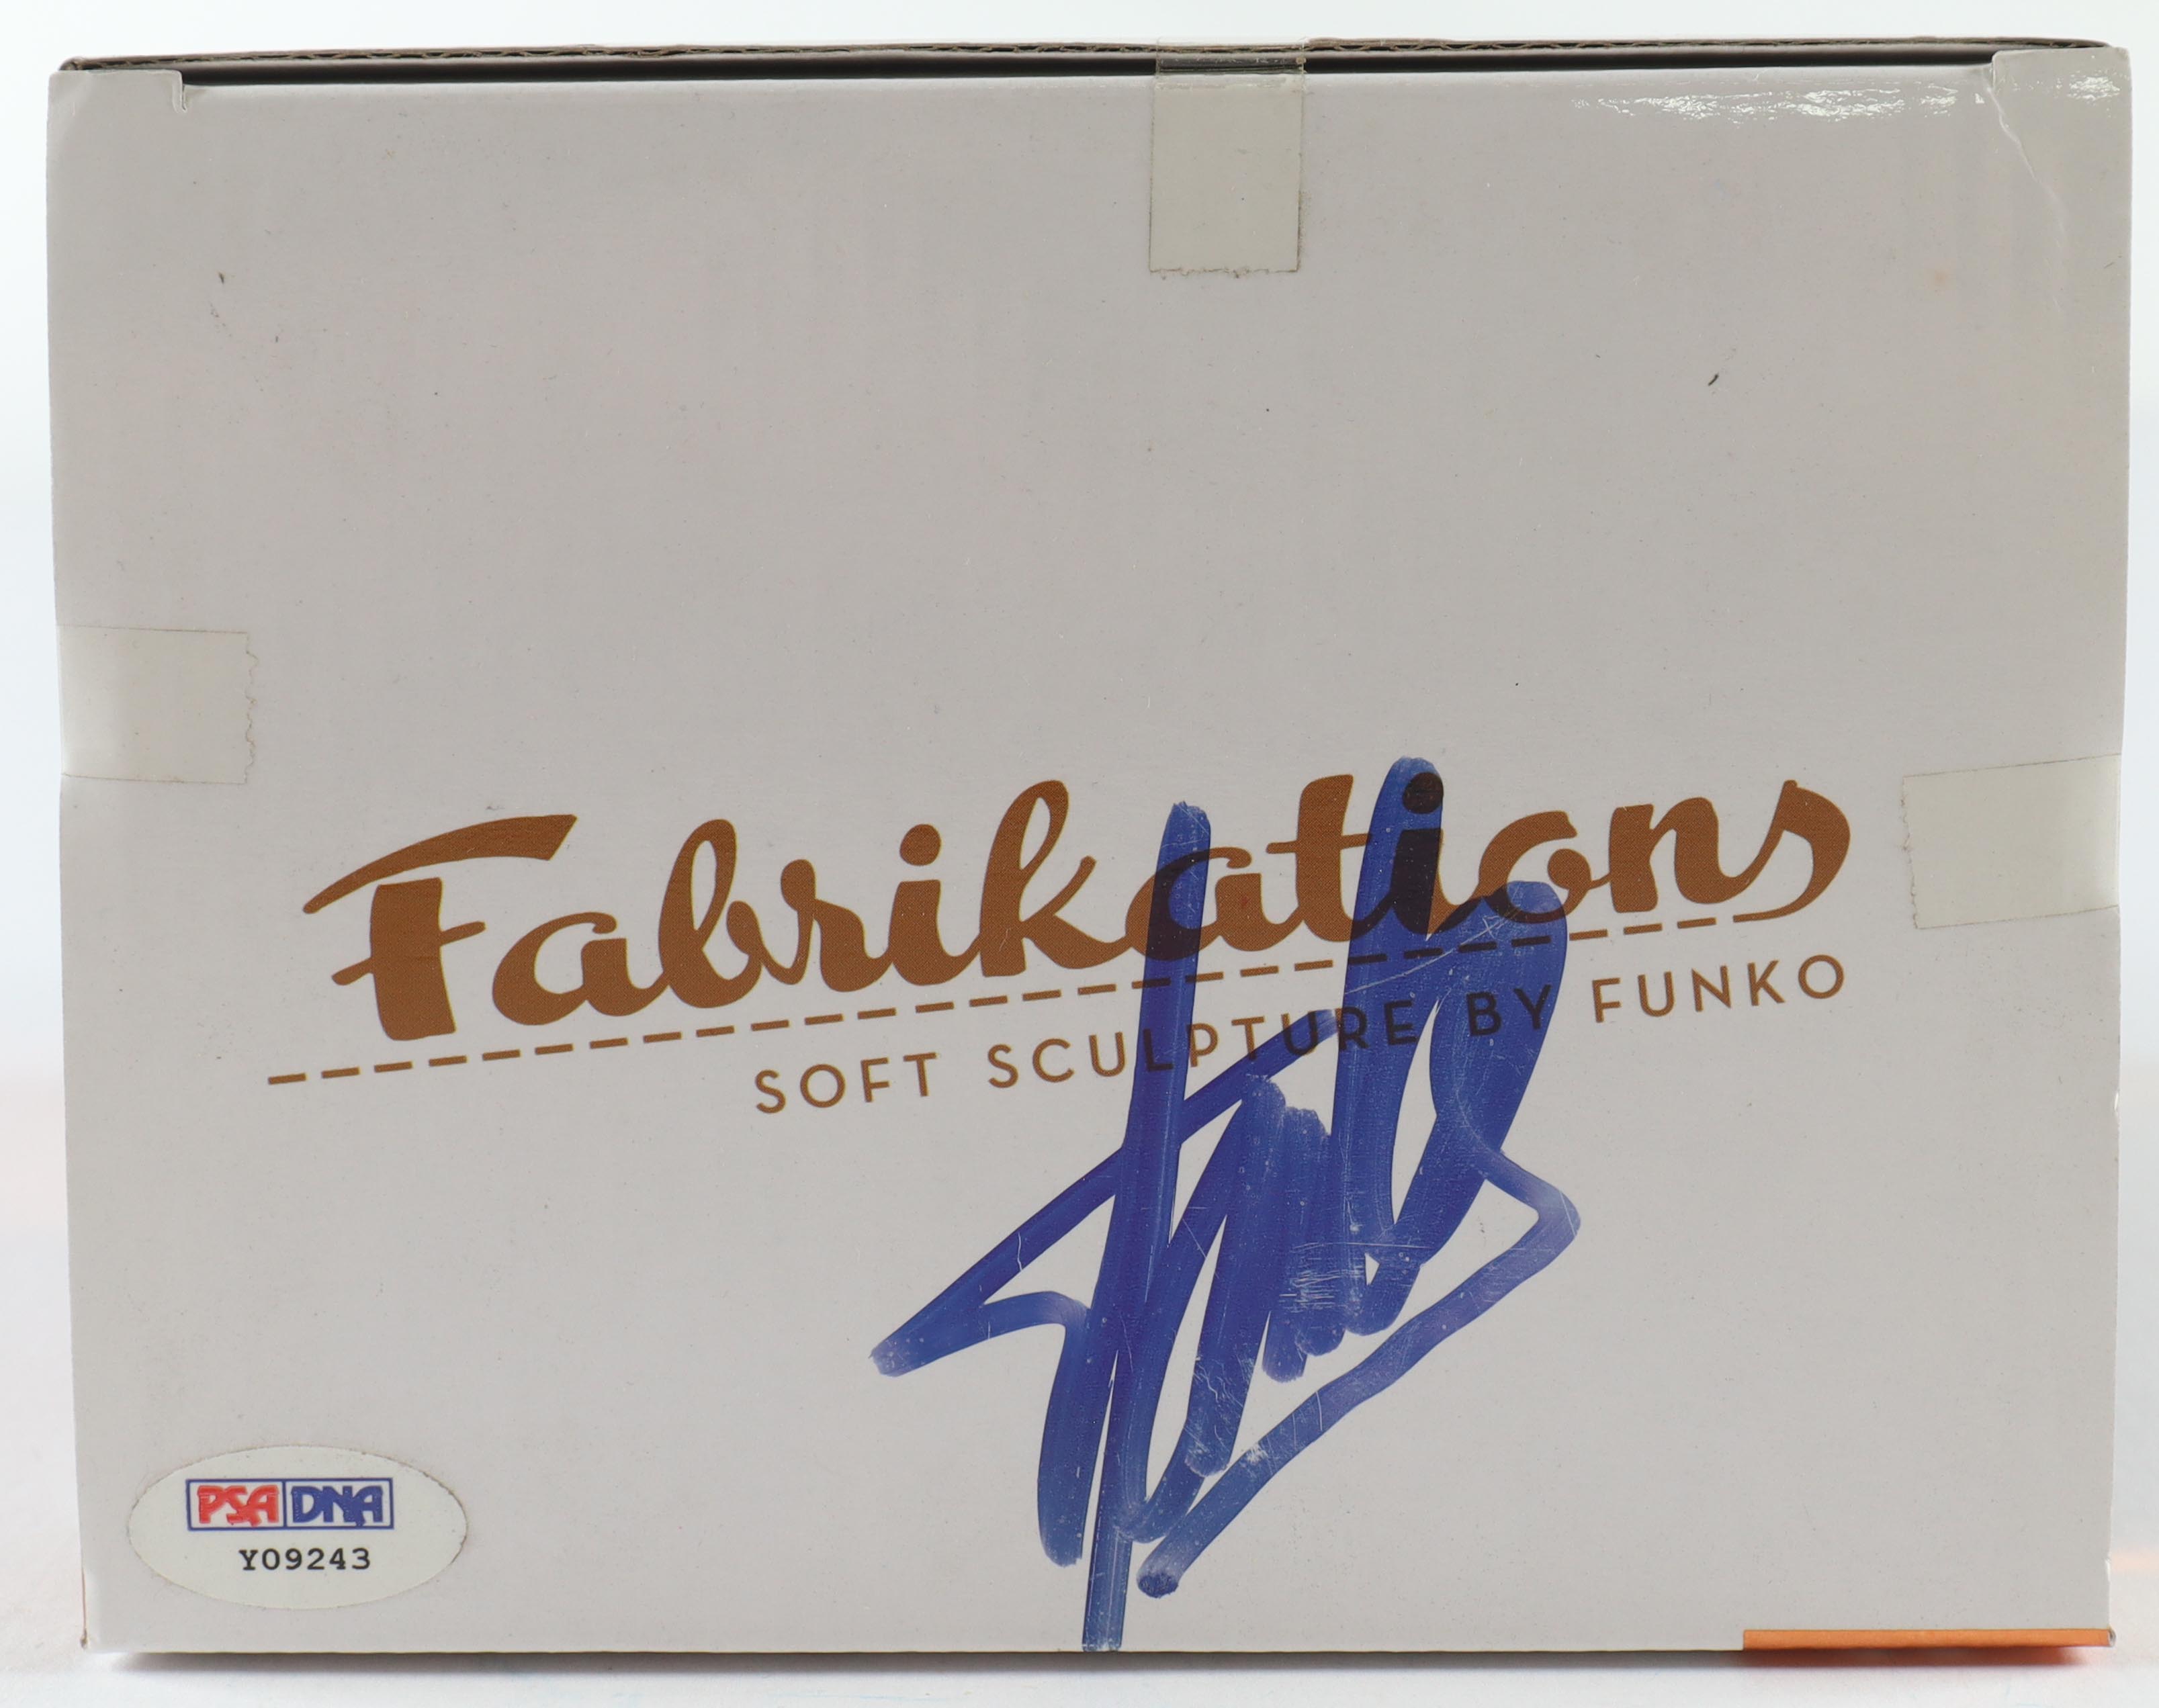 Fabrikations
SOFT SCULPTURE BY FUNKO
PSA DNA
Y09243